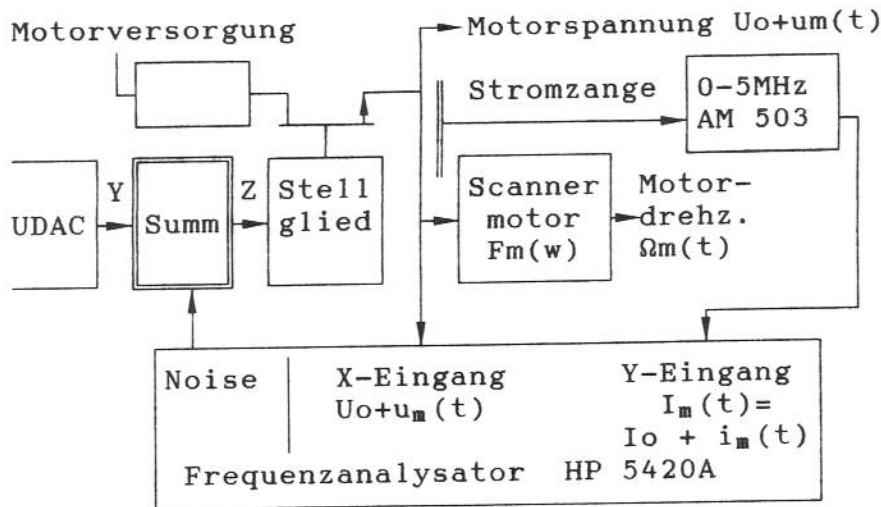 Motorversorgung
Motorspannung Uo+um(t)
Stromzange
0-5MHz
AM 503
Y
Z
UDAC
Summ
Stell
glied
Scanner
motor
Fm(w)
Motor-
drehz.
Ωm(t)
Noise
X-Eingang
Uo+um(t)
Y-Eingang
Im(t)=
Io + im(t)
Frequenzanalysator HP 5420A